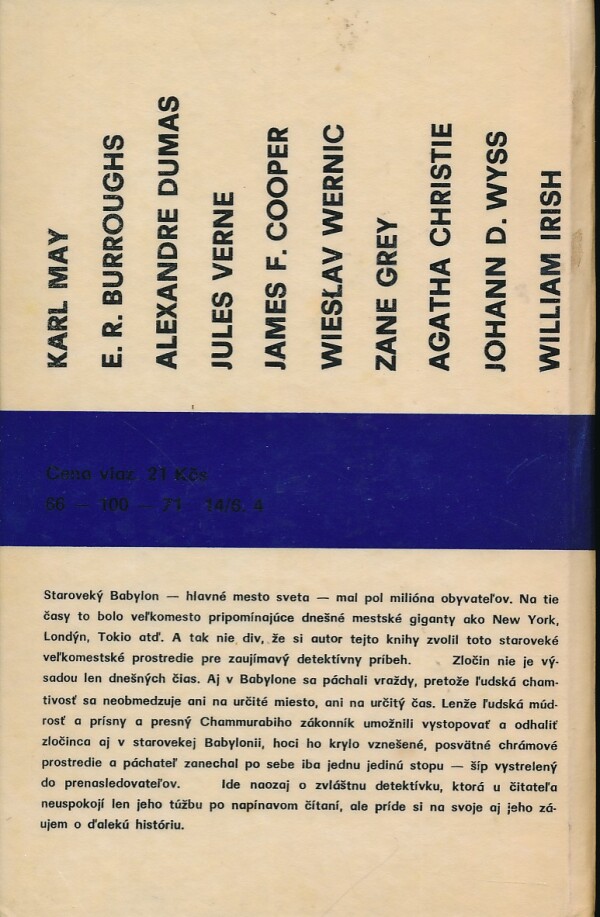 KARL MAY
E. R. BURROUGHS
ALEXANDRE DUMAS
JULES VERNE
JAMES F. COOPER
WIESŁAV WERNIC
ZANE GREY
AGATHA CHRISTIE
JOHANN D. WYSS
WILLIAM IRISH
Cena viaz. 21 Kčs
66 — 100 — 71 14/6. 4
Staroveký Babylon — hlavné mesto sveta — mal pol milióna obyvateľov. Na tie
časy to bolo veľkomesto pripomínajúce dnešné mestské giganty ako New York,
Londýn, Tokio atď. A tak nie div, že si autor tejto knihy zvolil toto staroveké
veľkomestské prostredie pre zaujímavý detektívny príbeh. Zločin nie je vý-
sadou len dnešných čias. Aj v Babylone sa páchali vraždy, pretože ľudská cham-
tivosť sa neobmedzuje ani na určité miesto, ani na určitý čas. Lenže ľudská múd-
rosť a prísny a presný Chammurabiho zákonník umožnili vystopovať a odhaliť
zločinca aj v starovekej Babylonii, hoci ho krylo vznešené, posvätné chrámové
prostredie a páchateľ zanechal po sebe iba jednu jedinú stopu — šíp vystrelený
do prenasledovateľov. Ide naozaj o zvláštnu detektívku, ktorá u čitateľa
neuspokojí len jeho túžbu po napínavom čítaní, ale príde si na svoje aj jeho zá-
ujem o ďalekú históriu.